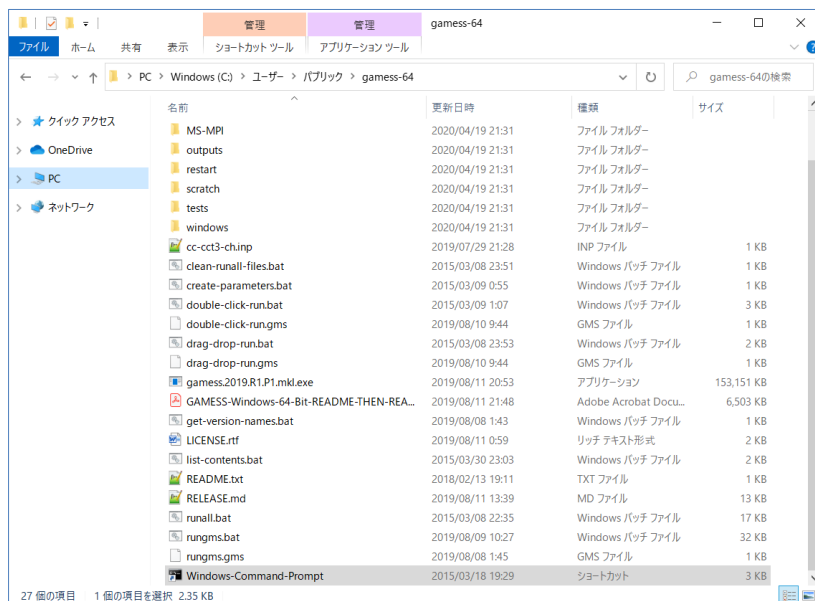 管理 管理 gamess-64
ファイル ホーム 共有 表示 ショートカット ツール アプリケーション ツール
PC > Windows (C:) > ユーザー > パブリック > gamess-64 gamess-64の検索
名前 更新日時 種類 サイズ
クイック アクセス
OneDrive
PC
ネットワーク
MS-MPI 2020/04/19 21:31 ファイル フォルダー
outputs 2020/04/19 21:31 ファイル フォルダー
restart 2020/04/19 21:31 ファイル フォルダー
scratch 2020/04/19 21:31 ファイル フォルダー
tests 2020/04/19 21:31 ファイル フォルダー
windows 2020/04/19 21:31 ファイル フォルダー
cc-cct3-ch.inp 2019/07/29 21:28 INP ファイル 1 KB
clean-runall-files.bat 2015/03/08 23:51 Windows バッチ ファイル 1 KB
create-parameters.bat 2015/03/09 0:55 Windows バッチ ファイル 1 KB
double-click-run.bat 2015/03/09 1:07 Windows バッチ ファイル 3 KB
double-click-run.gms 2019/08/10 9:44 GMS ファイル 1 KB
drag-drop-run.bat 2015/03/08 23:53 Windows バッチ ファイル 2 KB
drag-drop-run.gms 2019/08/10 9:44 GMS ファイル 1 KB
gamess.2019.R1.P1.mkl.exe 2019/08/11 20:53 アプリケーション 153,151 KB
GAMESS-Windows-64-Bit-README-THEN-REA... 2019/08/11 21:48 Adobe Acrobat Docu... 6,503 KB
get-version-names.bat 2019/08/08 1:43 Windows バッチ ファイル 1 KB
LICENSE.rtf 2019/08/11 0:59 リッチ テキスト形式 2 KB
list-contents.bat 2015/03/30 23:03 Windows バッチ ファイル 2 KB
README.txt 2018/02/13 19:11 TXT ファイル 1 KB
RELEASE.md 2019/08/11 13:39 MD ファイル 13 KB
runall.bat 2015/03/08 22:35 Windows バッチ ファイル 17 KB
rungms.bat 2019/08/09 10:27 Windows バッチ ファイル 32 KB
rungms.gms 2019/08/08 1:45 GMS ファイル 1 KB
Windows-Command-Prompt 2015/03/18 19:29 ショートカット 3 KB
27 個の項目 1 個の項目を選択 2.35 KB